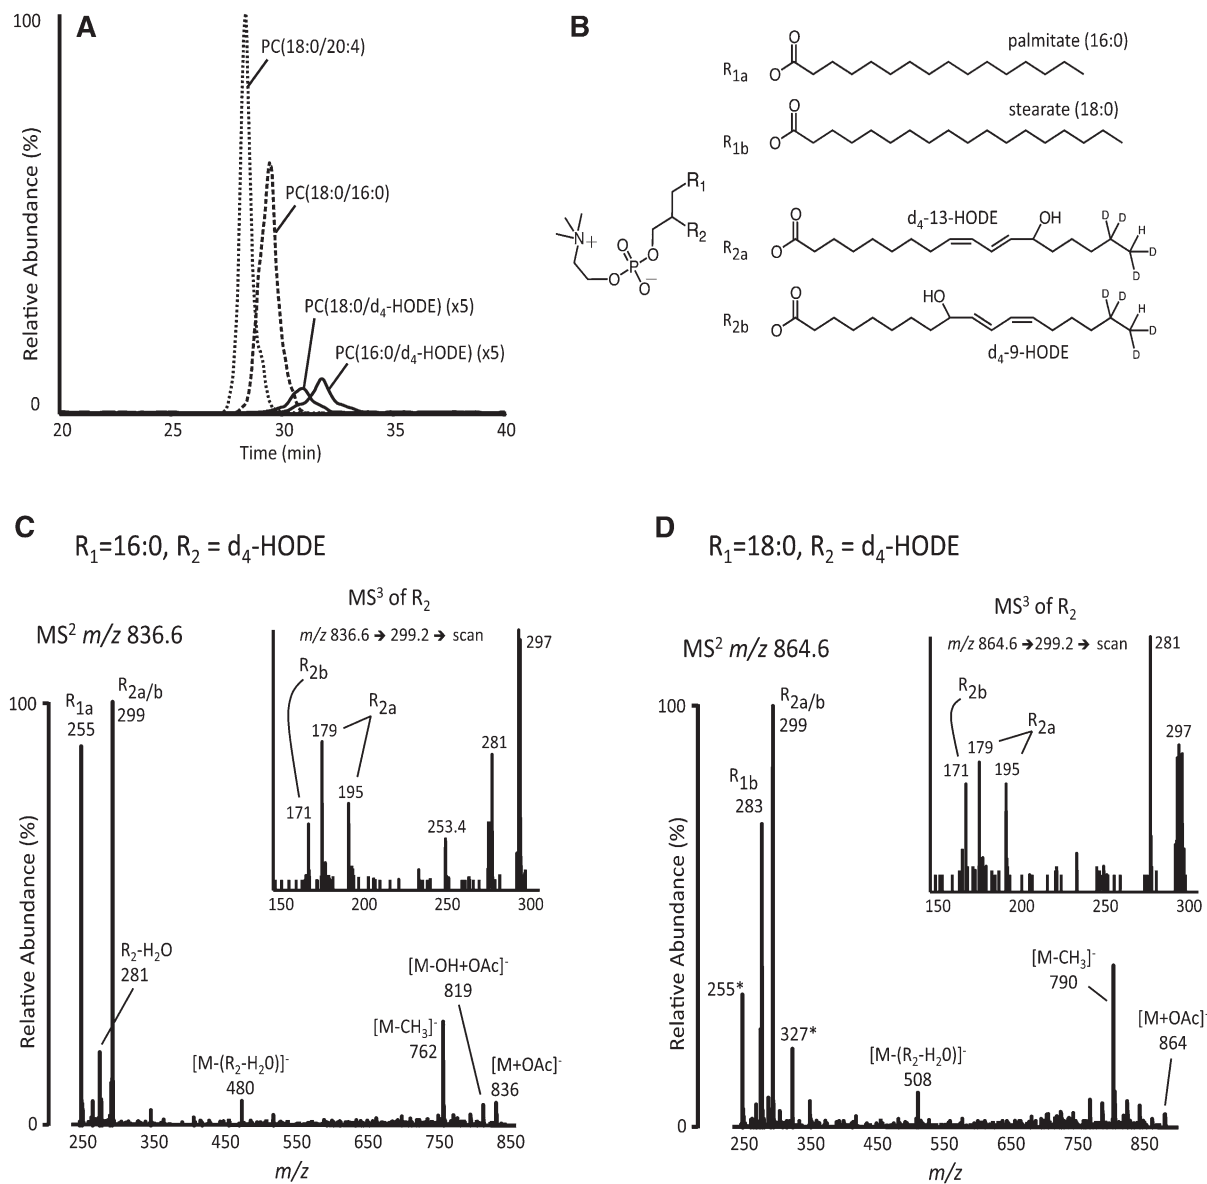 A
100
PC(18:0/20:4)
PC(18:0/16:0)
PC(18:0/d4-HODE) (x5)
PC(16:0/d4-HODE) (x5)
Relative Abundance (%)
0
20 25 30 35 40
Time (min)
B
palmitate (16:0)
R1a
O
O
stearate (18:0)
R1b
O
O
R1
R2
N+
O
P
O
O
O−
d4-13-HODE
OH
R2a
O
O
D D H D D
HO
R2b
O
O
d4-9-HODE
D D H D D
C
R1=16:0, R2 = d4-HODE
MS3 of R2
m/z 836.6 ➔ 299.2 ➔ scan
MS2 m/z 836.6
R2b
R2a
297
179
281
195
171
253.4
150 200 250 300
100
R1a
255
R2a/b
299
R2-H2O
281
[M-OH+OAc]-
819
[M-CH3]-
762
[M-(R2-H20)]-
480
[M+OAc]-
836
Relative Abundance (%)
0
250 350 450 550 650 750 850
m/z
D
R1=18:0, R2 = d4-HODE
MS3 of R2
m/z 864.6 ➔299.2 ➔ scan
MS2 m/z 864.6
281
R2b
R2a
179
297
171
195
150 200 250 300
100
R2a/b
299
R1b
283
255*
327*
[M-(R2-H20)]-
508
[M-CH3]-
790
[M+OAc]-
864
Relative Abundance (%)
0
250 350 450 550 650 750 850
m/z